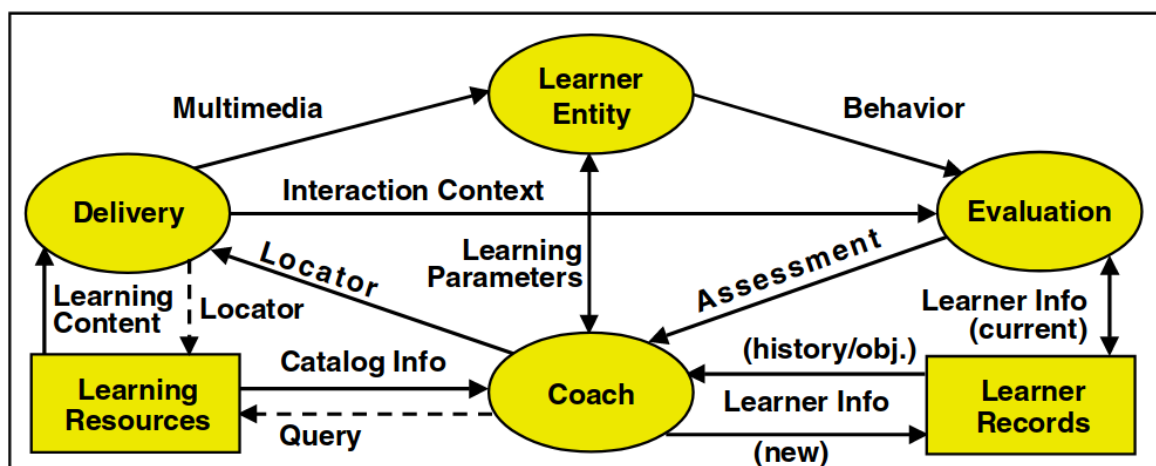 Learner
Entity
Multimedia
Behavior
Delivery
Interaction Context
Evaluation
Learning
Parameters
Locator
Assessment
Learning
Content
Locator
Learner Info
(current)
Catalog Info
(history/obj.)
Learning
Resources
Coach
Learner Info
Learner
Records
Query
(new)